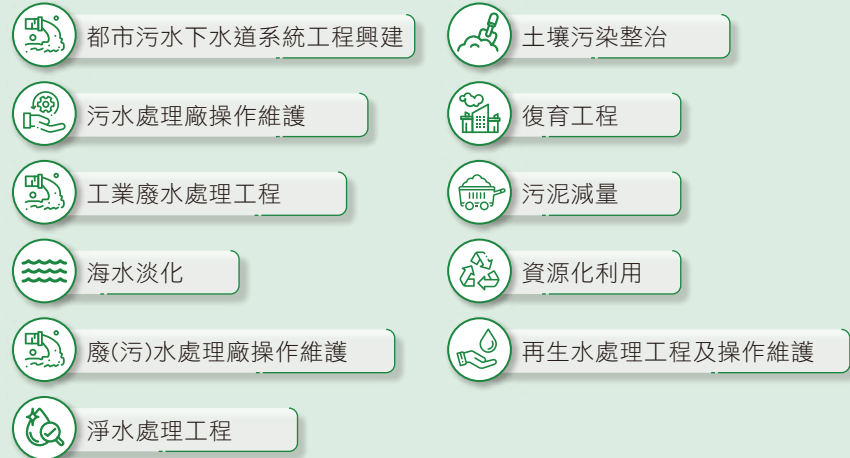 都市污水下水道系統工程興建
污水處理廠操作維護
工業廢水處理工程
海水淡化
廢(污)水處理廠操作維護
淨水處理工程
土壤污染整治
復育工程
污泥減量
資源化利用
再生水處理工程及操作維護